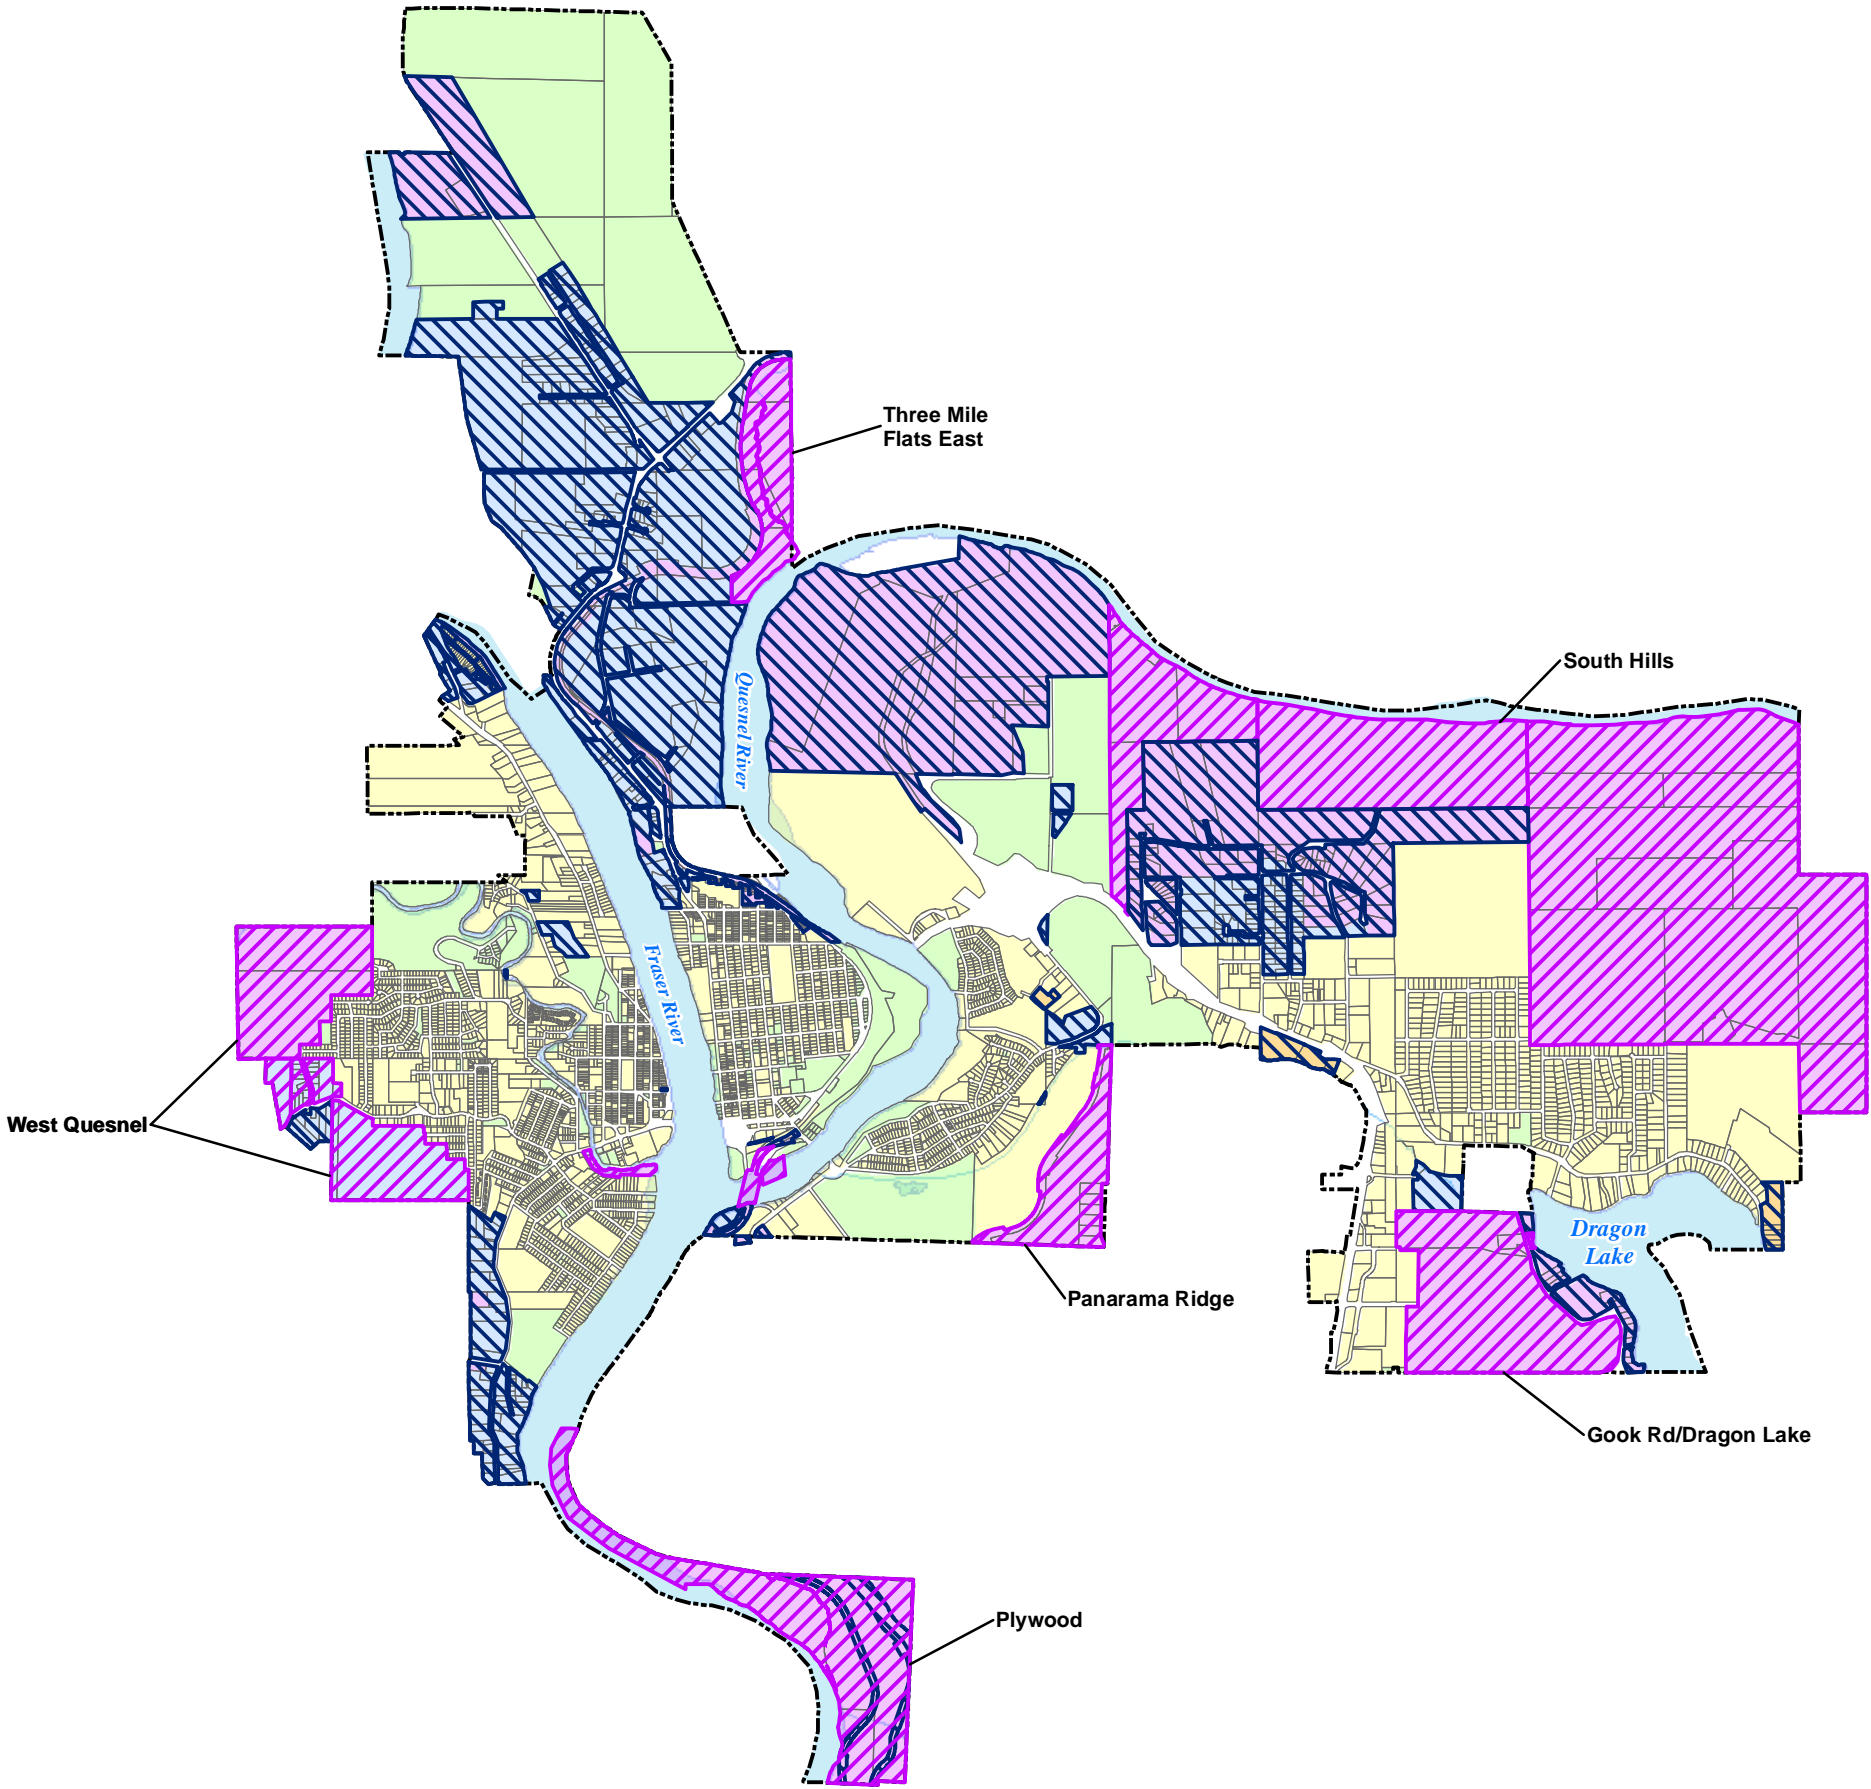 Three Mile
Flats East
South Hills
Quesnel River
Fraser River
West Quesnel
Dragon
Lake
Panarama Ridge
Gook Rd/Dragon Lake
Plywood